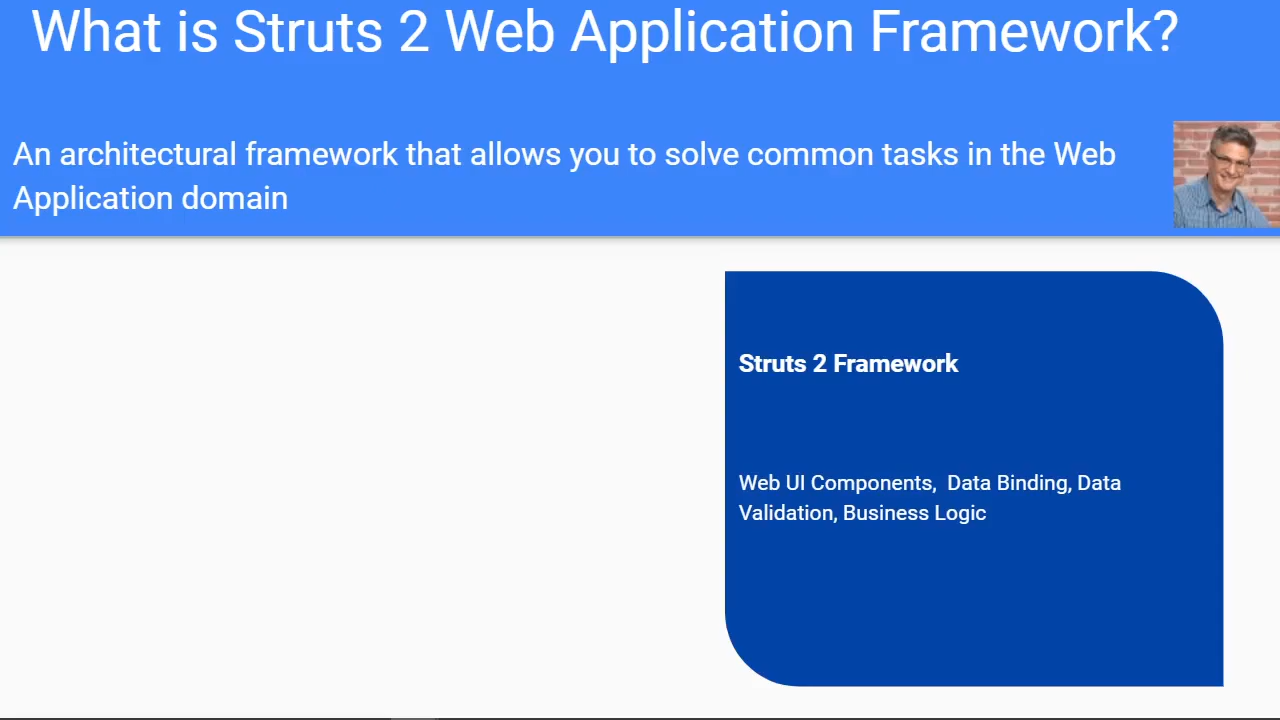 What is Struts 2 Web Application Framework?
An architectural framework that allows you to solve common tasks in the Web
Application domain
Struts 2 Framework
Web UI Components,  Data Binding, Data
Validation, Business Logic